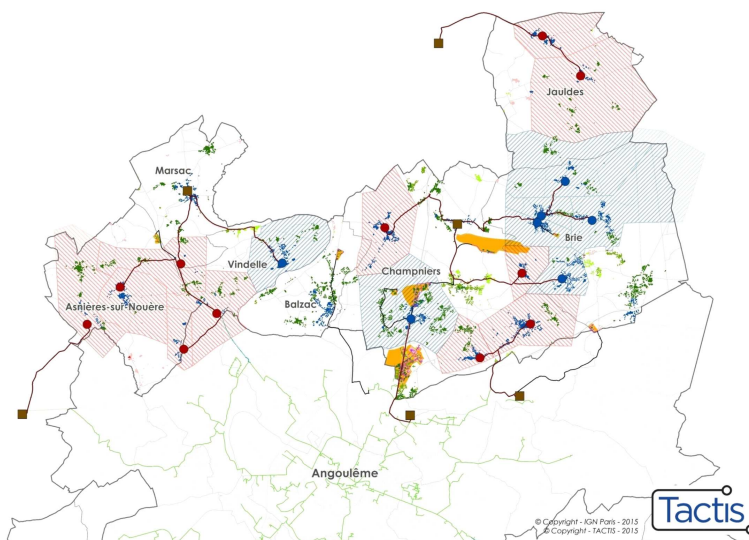 Jauldes
Marsac
Brie
Vindelle
Champniers
Balzac
Asnières-sur-Nouère
Angoulême
© Copyright - IGN Paris - 2015
© Copyright - TACTIS - 2015
Tactis